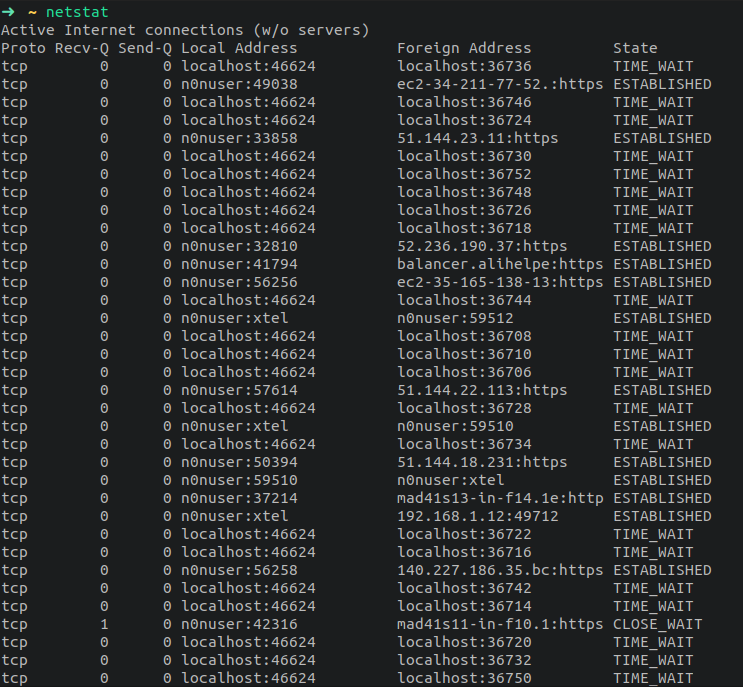 ➜ ~ netstat
Active Internet connections (w/o servers)
Proto Recv-Q Send-Q Local Address           Foreign Address         State
tcp        0      0 localhost:46624         localhost:36736         TIME_WAIT
tcp        0      0 n0nuser:49038           ec2-34-211-77-52.:https ESTABLISHED
tcp        0      0 localhost:46624         localhost:36746         TIME_WAIT
tcp        0      0 localhost:46624         localhost:36724         TIME_WAIT
tcp        0      0 n0nuser:33858           51.144.23.11:https      ESTABLISHED
tcp        0      0 localhost:46624         localhost:36730         TIME_WAIT
tcp        0      0 localhost:46624         localhost:36752         TIME_WAIT
tcp        0      0 localhost:46624         localhost:36748         TIME_WAIT
tcp        0      0 localhost:46624         localhost:36726         TIME_WAIT
tcp        0      0 localhost:46624         localhost:36718         TIME_WAIT
tcp        0      0 n0nuser:32810           52.236.190.37:https     ESTABLISHED
tcp        0      0 n0nuser:41794           balancer.alihelpe:https ESTABLISHED
tcp        0      0 n0nuser:56256           ec2-35-165-138-13:https ESTABLISHED
tcp        0      0 localhost:46624         localhost:36744         TIME_WAIT
tcp        0      0 n0nuser:xtel            n0nuser:59512           ESTABLISHED
tcp        0      0 localhost:46624         localhost:36708         TIME_WAIT
tcp        0      0 localhost:46624         localhost:36710         TIME_WAIT
tcp        0      0 localhost:46624         localhost:36706         TIME_WAIT
tcp        0      0 n0nuser:57614           51.144.22.113:https     ESTABLISHED
tcp        0      0 localhost:46624         localhost:36728         TIME_WAIT
tcp        0      0 n0nuser:xtel            n0nuser:59510           ESTABLISHED
tcp        0      0 localhost:46624         localhost:36734         TIME_WAIT
tcp        0      0 n0nuser:50394           51.144.18.231:https     ESTABLISHED
tcp        0      0 n0nuser:59510           n0nuser:xtel            ESTABLISHED
tcp        0      0 n0nuser:37214           mad41s13-in-f14.1e:http ESTABLISHED
tcp        0      0 n0nuser:xtel            192.168.1.12:49712      ESTABLISHED
tcp        0      0 localhost:46624         localhost:36722         TIME_WAIT
tcp        0      0 localhost:46624         localhost:36716         TIME_WAIT
tcp        0      0 n0nuser:56258           140.227.186.35.bc:https ESTABLISHED
tcp        0      0 localhost:46624         localhost:36742         TIME_WAIT
tcp        0      0 localhost:46624         localhost:36714         TIME_WAIT
tcp        1      0 n0nuser:42316           mad41s11-in-f10.1:https CLOSE_WAIT
tcp        0      0 localhost:46624         localhost:36720         TIME_WAIT
tcp        0      0 localhost:46624         localhost:36732         TIME_WAIT
tcp        0      0 localhost:46624         localhost:36750         TIME_WAIT